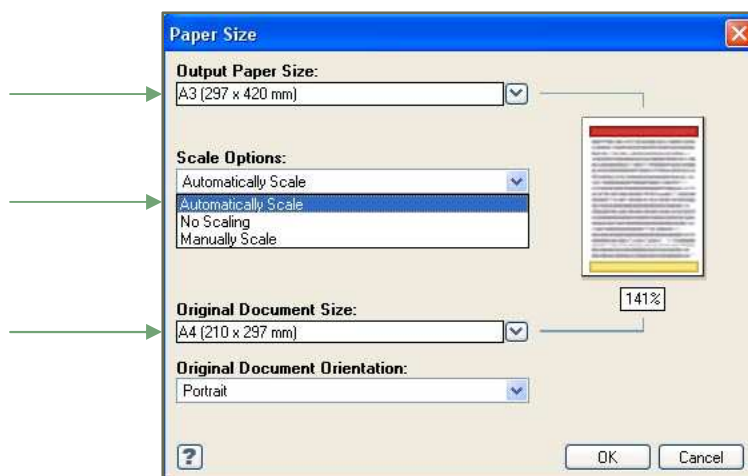 Paper Size
Output Paper Size:
A3 (297 x 420 mm)
Scale Options:
Automatically Scale
Automatically Scale
No Scaling
Manually Scale
141%
Original Document Size:
A4 (210 x 297 mm)
Original Document Orientation:
Portrait
?
OK
Cancel